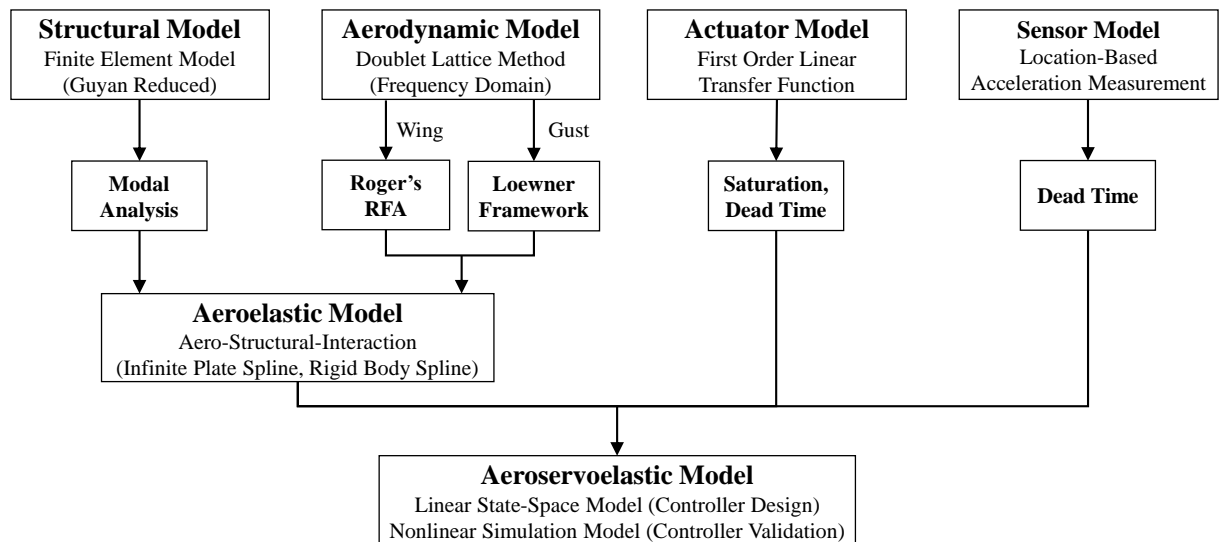 Structural Model
Finite Element Model
(Guyan Reduced)
Aerodynamic Model
Doublet Lattice Method
(Frequency Domain)
Actuator Model
First Order Linear
Transfer Function
Sensor Model
Location-Based
Acceleration Measurement
Wing
Gust
Modal
Analysis
Roger’s
RFA
Loewner
Framework
Saturation,
Dead Time
Dead Time
Aeroelastic Model
Aero-Structural-Interaction
(Infinite Plate Spline, Rigid Body Spline)
Aeroservoelastic Model
Linear State-Space Model (Controller Design)
Nonlinear Simulation Model (Controller Validation)